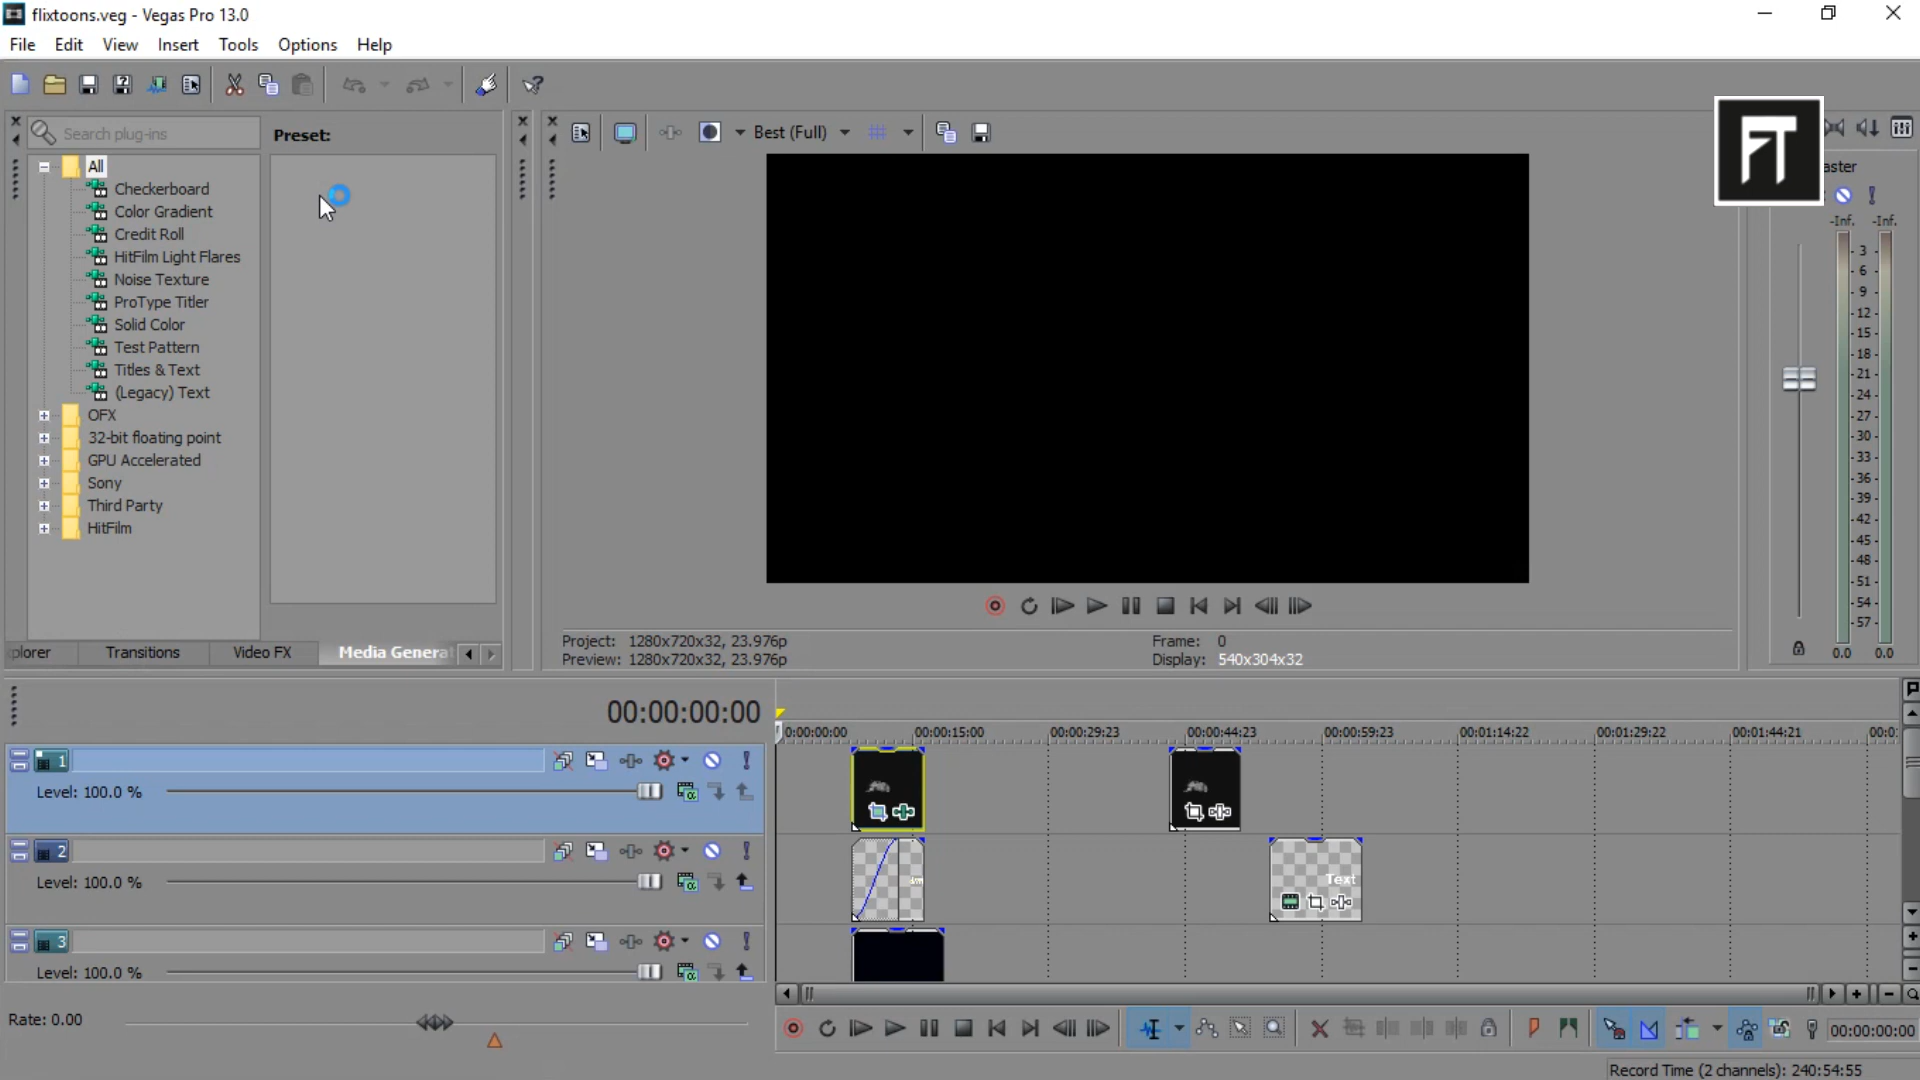 flixtoons.veg - Vegas Pro 13.0
File Edit View Insert Tools Options Help
Search plug-ins
Preset:
Best (Full)
FT
aster
-Inf. -Inf.
All
Checkerboard
Color Gradient
Credit Roll
HitFilm Light Flares
Noise Texture
ProType Titler
Solid Color
Test Pattern
Titles & Text
(Legacy) Text
OFX
32-bit floating point
GPU Accelerated
Sony
Third Party
HitFilm
- 3 -
- 6 -
- 9 -
-12 -
-15 -
-18 -
-21 -
-24 -
-27 -
-30 -
-33 -
-36 -
-39 -
-42 -
-45 -
-48 -
-51 -
-54 -
-57 -
0.0 0.0
plorer Transitions Video FX Media Generat
Project: 1280x720x32, 23.976p
Preview: 1280x720x32, 23.976p
Frame: 0
Display: 540x304x32
00:00:00:00
0:00:00:00 00:00:15:00 00:00:29:23 00:00:44:23 00:00:59:23 00:01:14:22 00:01:29:22 00:01:44:21 00:0
1
Level: 100.0 %
2
Level: 100.0 %
Text
3
Level: 100.0 %
Rate: 0.00
00:00:00:00
Record Time (2 channels): 240:54:55